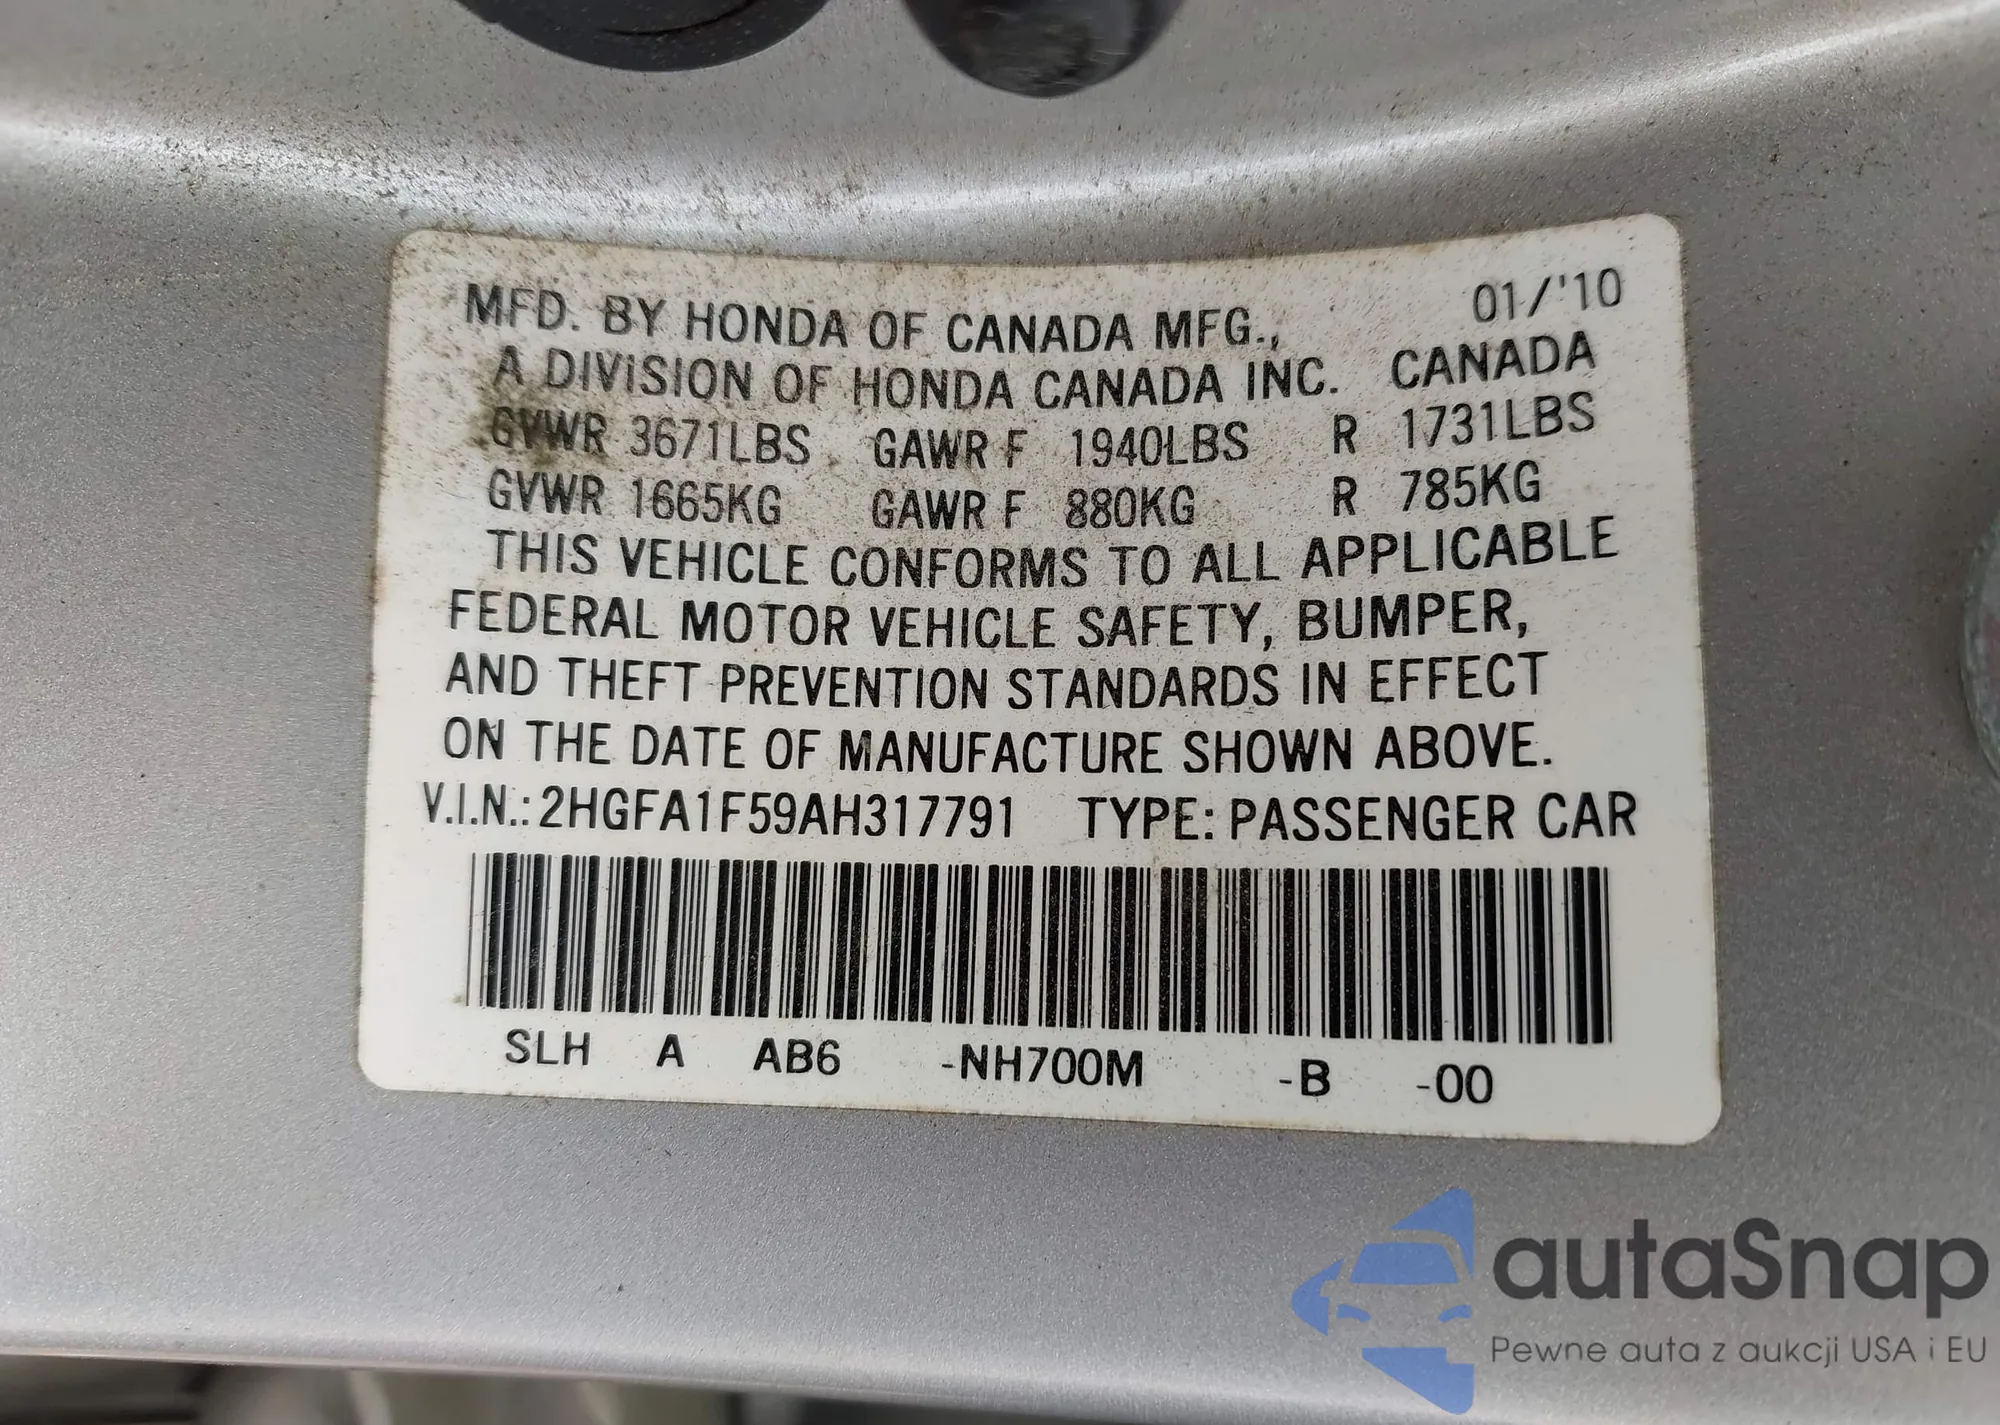 MFD. BY HONDA OF CANADA MFG., 01/'10
A DIVISION OF HONDA CANADA INC. CANADA
GVWR 3671LBS GAWR F 1940LBS R 1731LBS
GVWR 1665KG GAWR F 880KG R 785KG
THIS VEHICLE CONFORMS TO ALL APPLICABLE
FEDERAL MOTOR VEHICLE SAFETY, BUMPER,
AND THEFT PREVENTION STANDARDS IN EFFECT
ON THE DATE OF MANUFACTURE SHOWN ABOVE.
V.I.N.: 2HGFA1F59AH317791 TYPE: PASSENGER CAR
SLH A AB6 -NH700M -B -00
autaSnap
Pewne auta z aukcji USA i EU